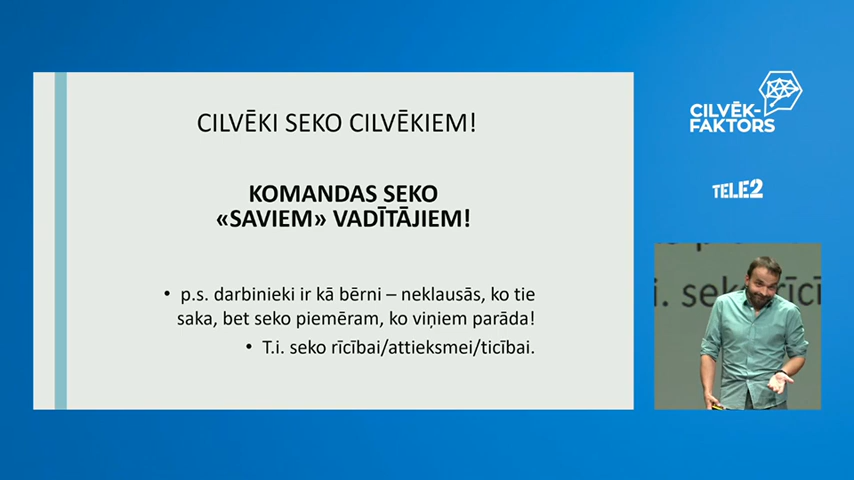 CILVĒKI SEKO CILVĒKIEM!
KOMANDAS SEKO
«SAVIEM» VADĪTĀJIEM!
• p.s. darbinieki ir kā bērni – neklausās, ko tie
saka, bet seko piemēram, ko viņiem parāda!
• T.i. seko rīcībai/attieksmei/ticībai.
CILVĒK-
FAKTORS
TELE2
i. seko rīcī